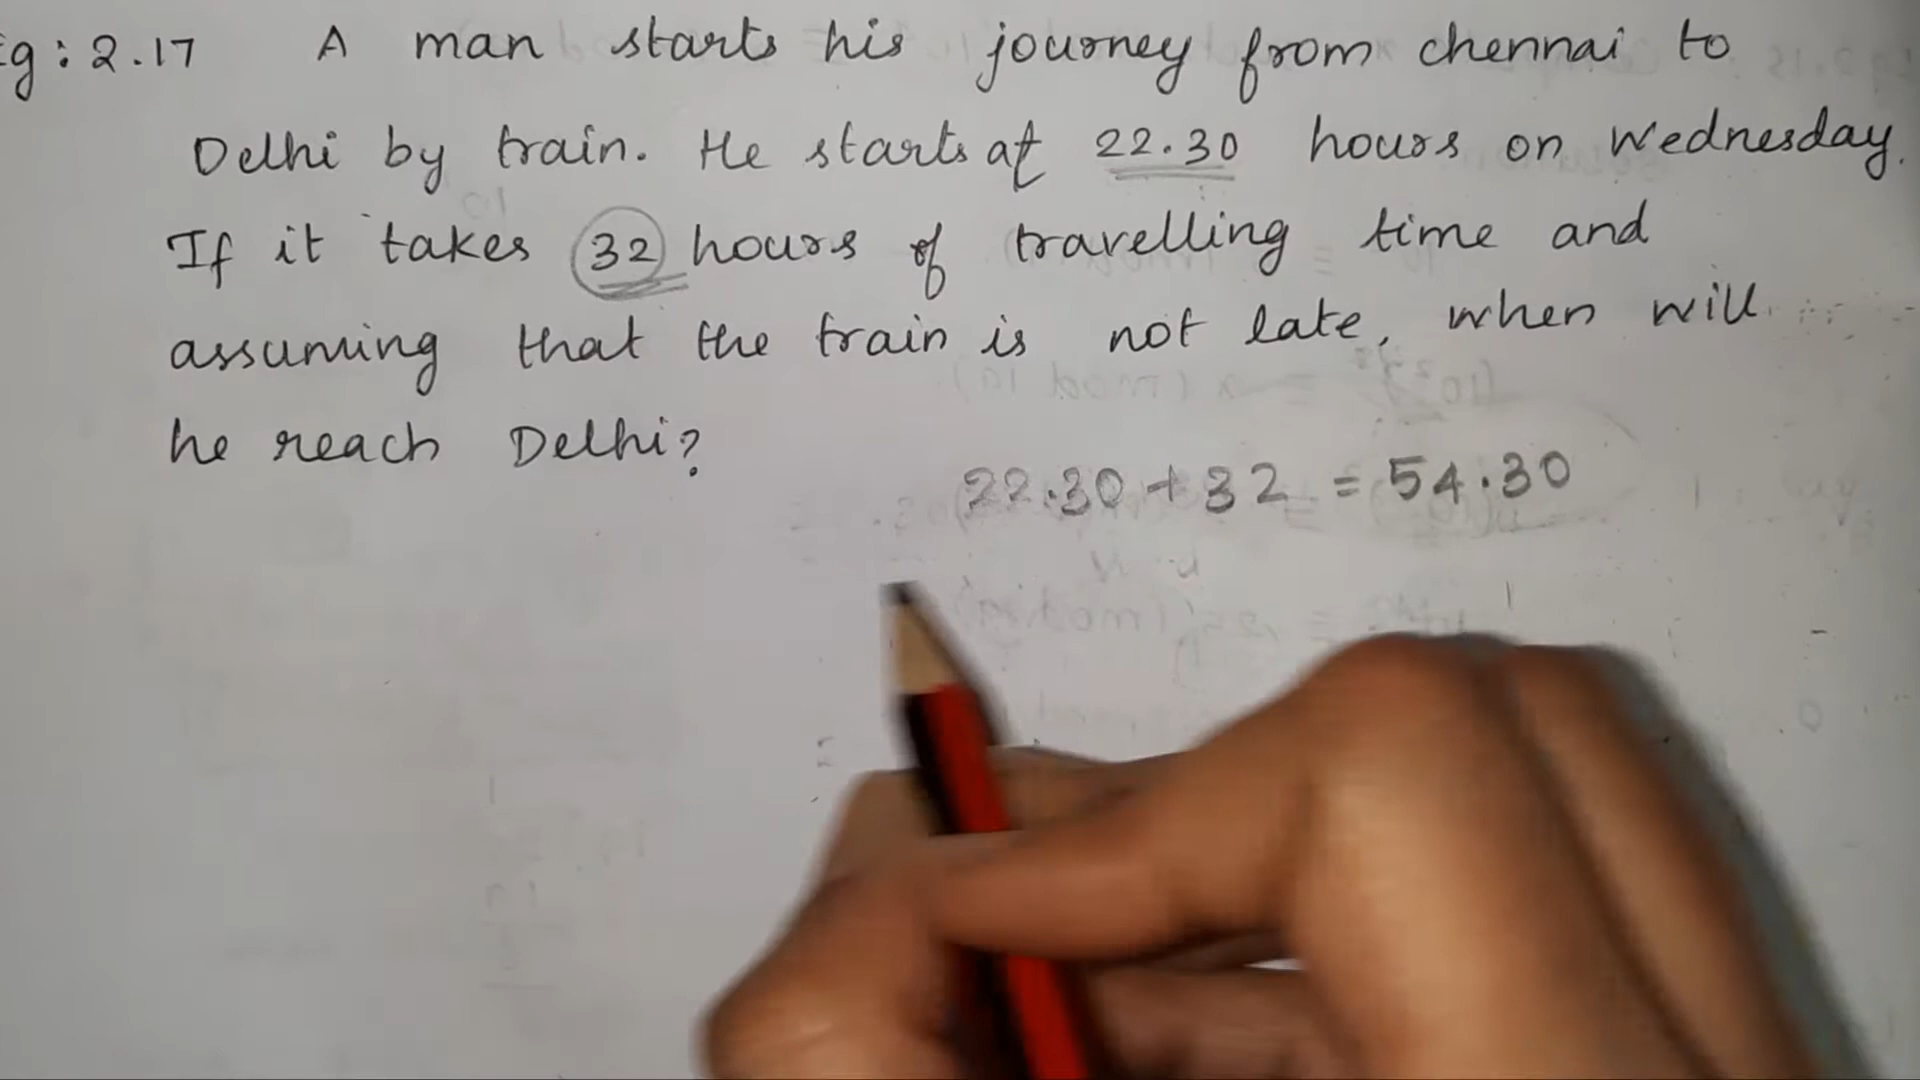 Eg: 2.17 A man starts his journey from chennai to
Delhi by train. He starts at 22.30 hours on Wednesday.
If it takes 32 hours of travelling time and
assuming that the train is not late, when will
he reach Delhi?
22.30 + 32 = 54.30